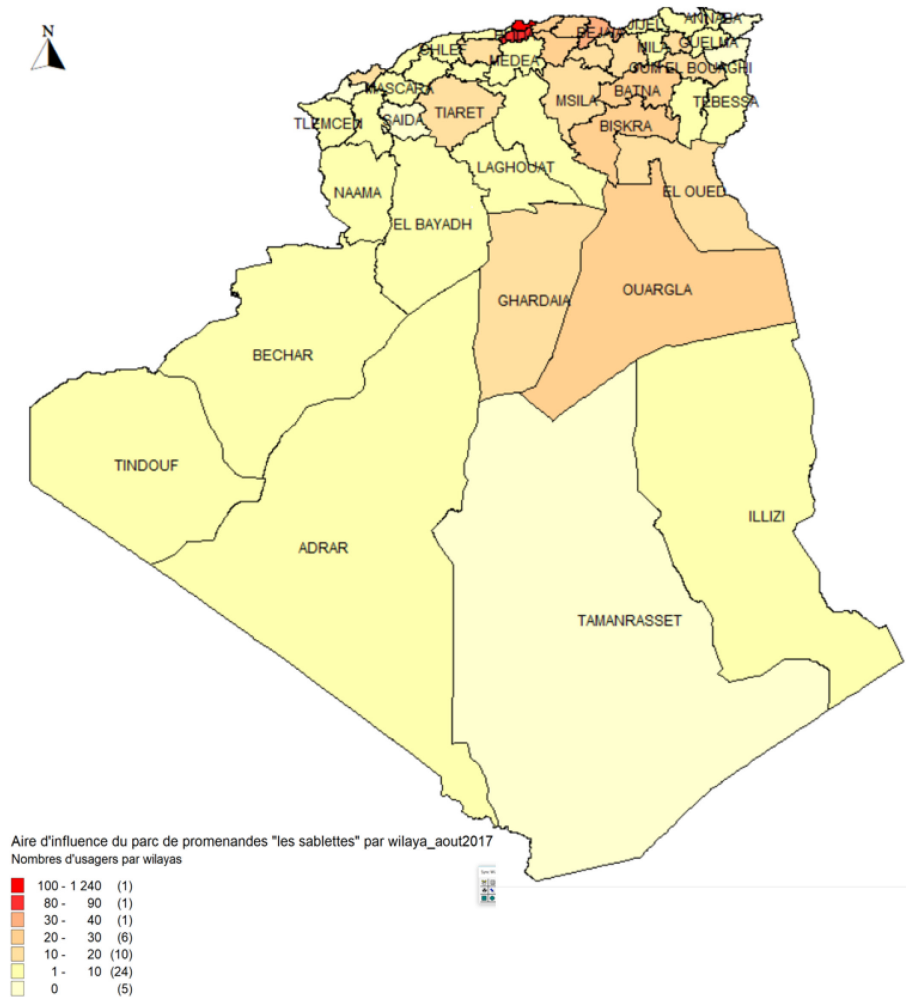 N
ANNABA
JIJEL
BEJAIA
CHLEF
MILA
GUELMA
MEDEA
OUM EL BOUAGHI
MASCARA
BATNA
TEBESSA
MSILA
TIARET
TLEMCEN
SAIDA
BISKRA
LAGHOUAT
NAAMA
EL OUED
EL BAYADH
OUARGLA
GHARDAIA
BECHAR
TINDOUF
ILLIZI
ADRAR
TAMANRASSET
Aire d'influence du parc de promenandes "les sablettes" par wilaya_aout2017
Nombres d'usagers par wilayas
100 - 1 240 (1)
80 - 90 (1)
30 - 40 (1)
20 - 30 (6)
10 - 20 (10)
1 - 10 (24)
0 (5)